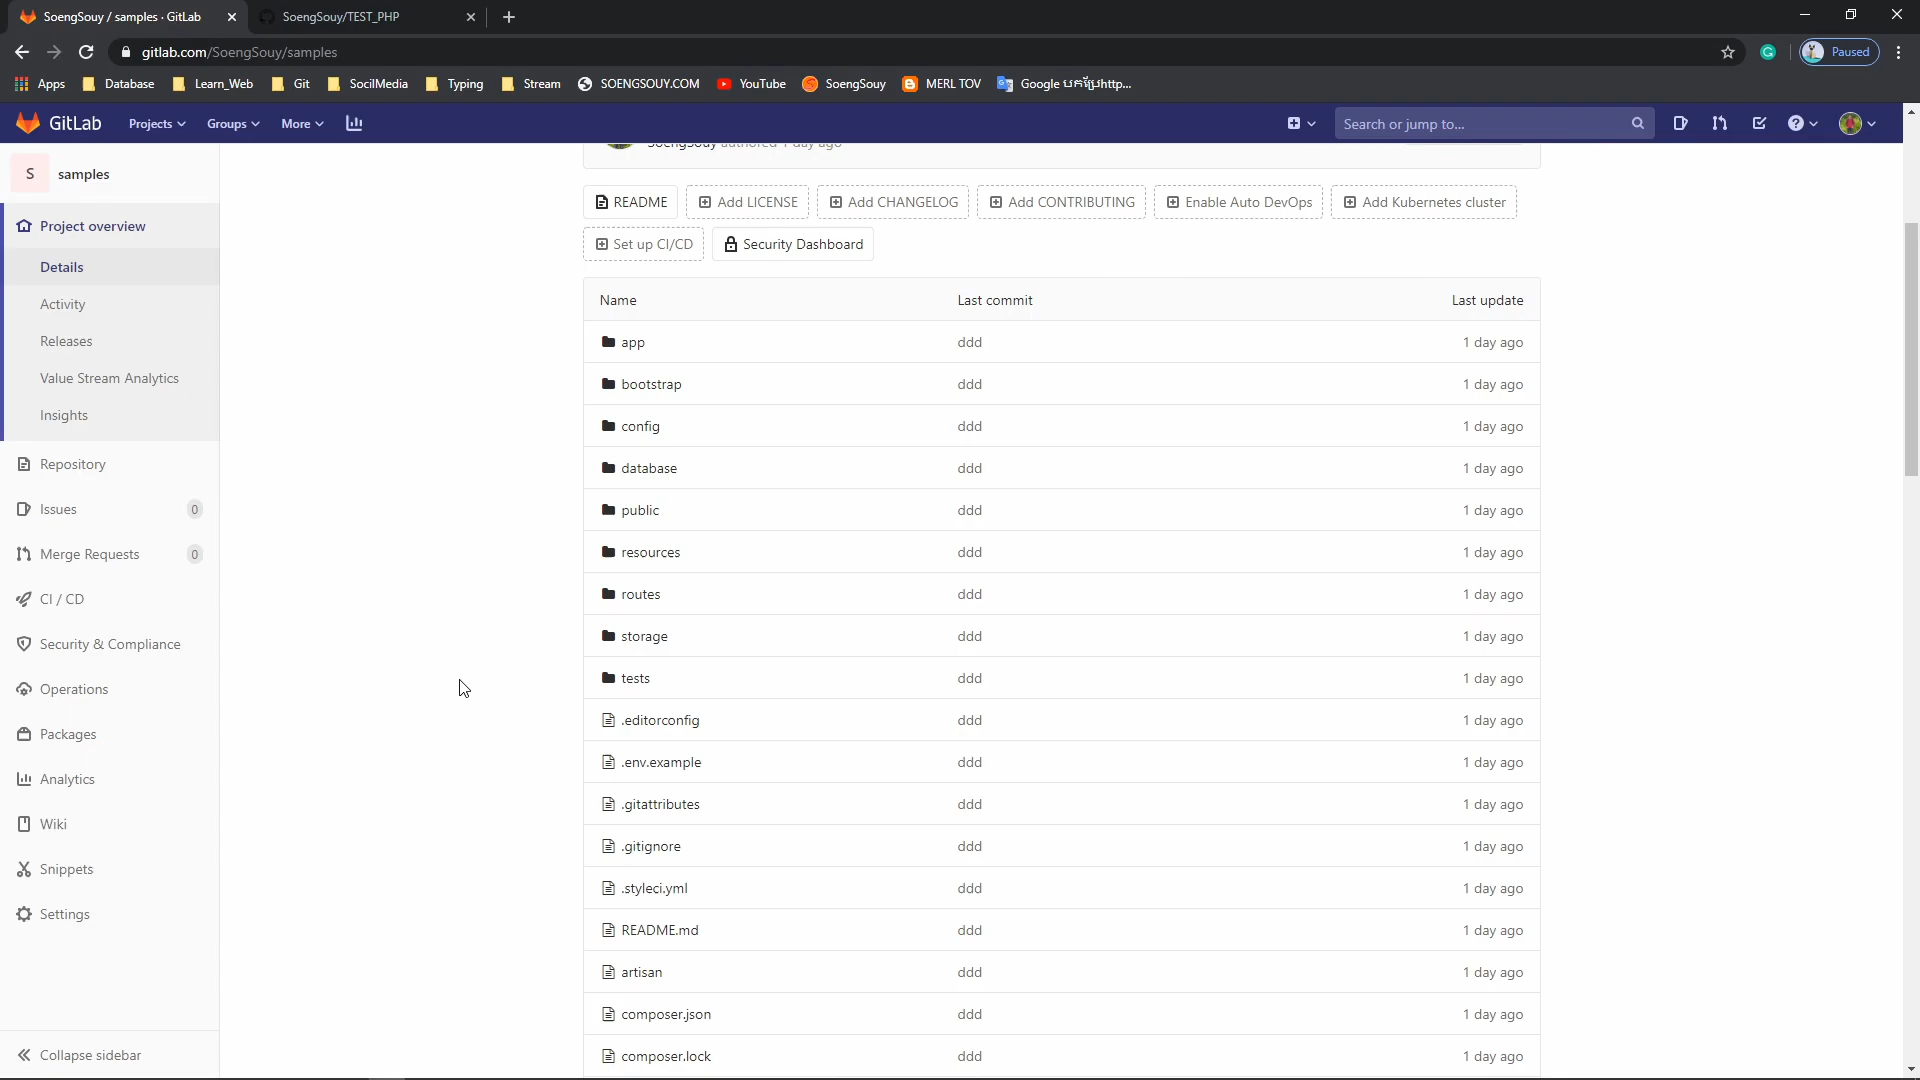 SoengSouy / samples · GitLab
SoengSouy/TEST_PHP
gitlab.com/SoengSouy/samples
Paused
Apps Database Learn_Web Git SocilMedia Typing Stream SOENGSOUY.COM YouTube SoengSouy MERL TOV Google បកប្រែhttp...
GitLab Projects Groups More Search or jump to...
S samples
Project overview
Details
Activity
Releases
Value Stream Analytics
Insights
Repository
Issues 0
Merge Requests 0
CI / CD
Security & Compliance
Operations
Packages
Analytics
Wiki
Snippets
Settings
Collapse sidebar
SoengSouy authored 1 day ago
README Add LICENSE Add CHANGELOG Add CONTRIBUTING Enable Auto DevOps Add Kubernetes cluster
Set up CI/CD Security Dashboard
Name Last commit Last update
app ddd 1 day ago
bootstrap ddd 1 day ago
config ddd 1 day ago
database ddd 1 day ago
public ddd 1 day ago
resources ddd 1 day ago
routes ddd 1 day ago
storage ddd 1 day ago
tests ddd 1 day ago
.editorconfig ddd 1 day ago
.env.example ddd 1 day ago
.gitattributes ddd 1 day ago
.gitignore ddd 1 day ago
.styleci.yml ddd 1 day ago
README.md ddd 1 day ago
artisan ddd 1 day ago
composer.json ddd 1 day ago
composer.lock ddd 1 day ago